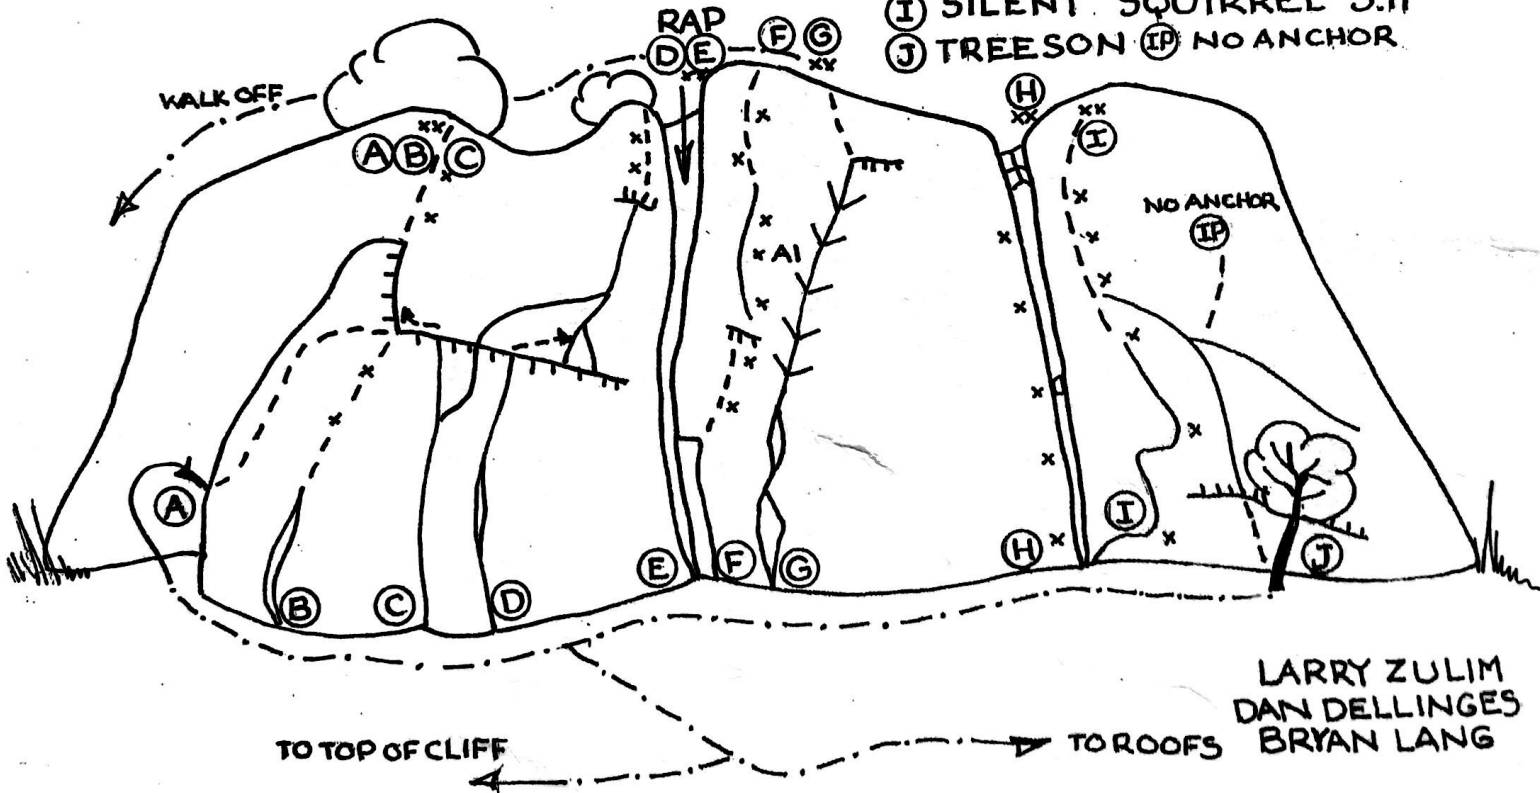 I SILENT SQUIRREL 5.11
J TREESON IP NO ANCHOR
RAP
D E
F G
WALK OFF
A B C
H
I
NO ANCHOR
IP
A1
A
B
C
D
E
F
G
H
I
J
TO TOP OF CLIFF
TO ROOFS
LARRY ZULIM
DAN DELLINGES
BRYAN LANG